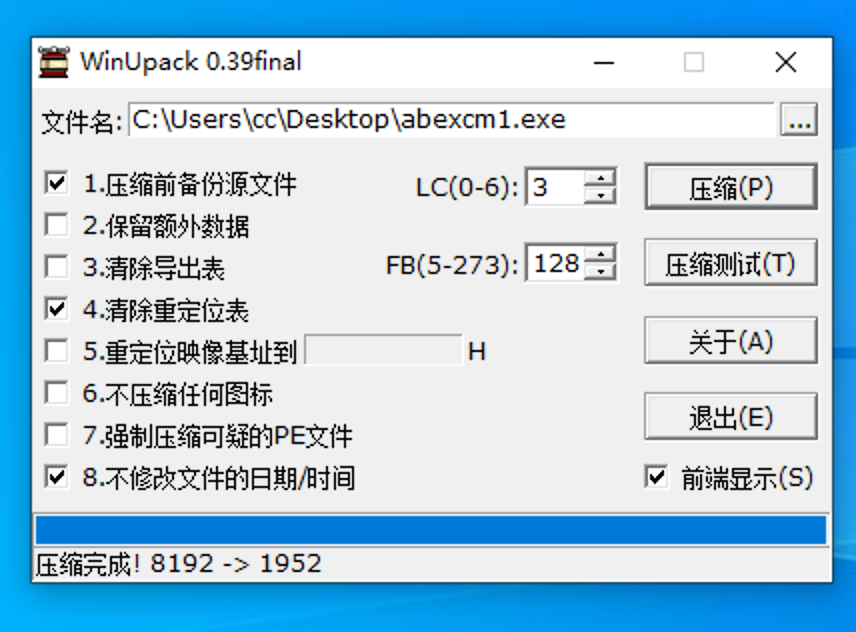 WinUpack 0.39final
文件名: C:\Users\cc\Desktop\abexcm1.exe ...
1.压缩前备份源文件 LC(0-6): 3 压缩(P)
2.保留额外数据
3.清除导出表 FB(5-273): 128 压缩测试(T)
4.清除重定位表
5.重定位映像基址到 H 关于(A)
6.不压缩任何图标
7.强制压缩可疑的PE文件 退出(E)
8.不修改文件的日期/时间 前端显示(S)
压缩完成! 8192 -> 1952